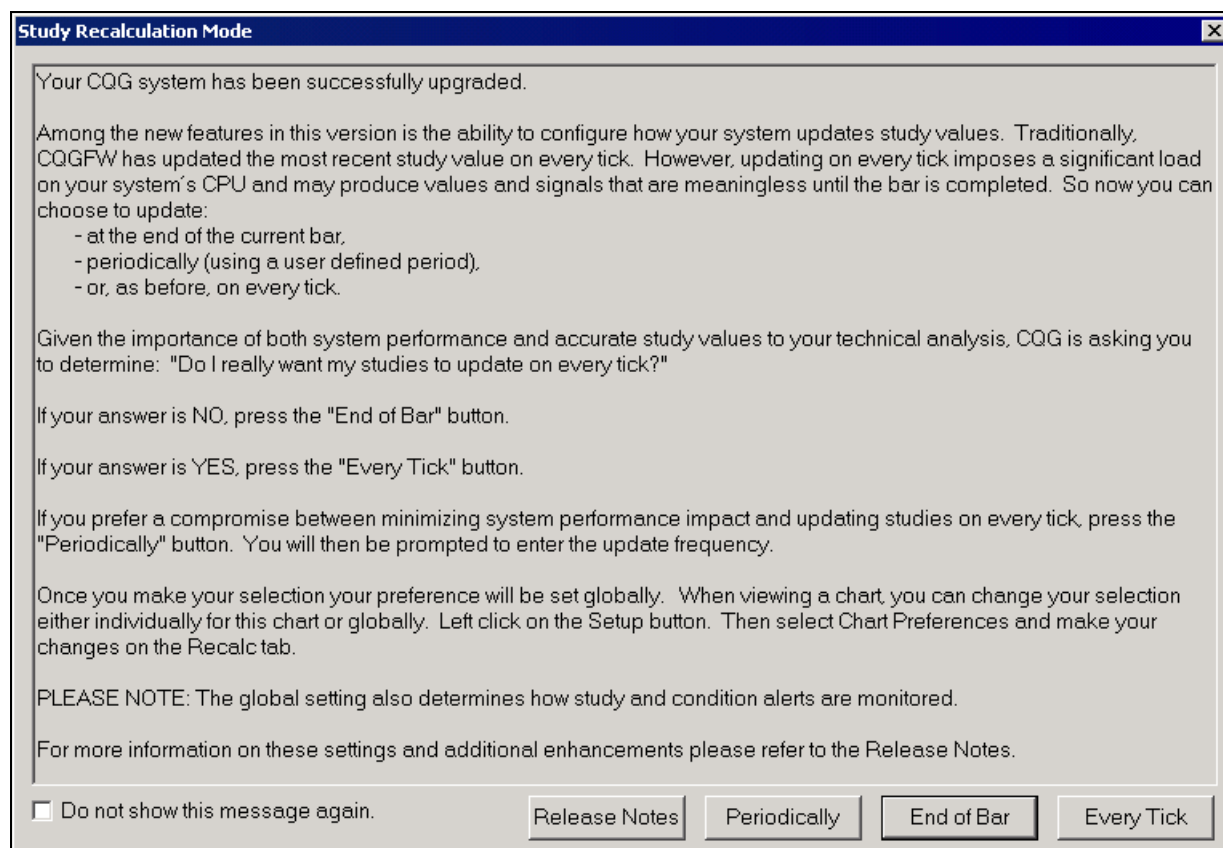 Study Recalculation Mode
Your CQG system has been successfully upgraded.
Among the new features in this version is the ability to configure how your system updates study values. Traditionally,
CQGFW has updated the most recent study value on every tick. However, updating on every tick imposes a significant load
on your system's CPU and may produce values and signals that are meaningless until the bar is completed. So now you can
choose to update:
- at the end of the current bar,
- periodically (using a user defined period),
- or, as before, on every tick.
Given the importance of both system performance and accurate study values to your technical analysis, CQG is asking you
to determine: "Do I really want my studies to update on every tick?"
If your answer is NO, press the "End of Bar" button.
If your answer is YES, press the "Every Tick" button.
If you prefer a compromise between minimizing system performance impact and updating studies on every tick, press the
"Periodically" button. You will then be prompted to enter the update frequency.
Once you make your selection your preference will be set globally. When viewing a chart, you can change your selection
either individually for this chart or globally. Left click on the Setup button. Then select Chart Preferences and make your
changes on the Recalc tab.
PLEASE NOTE: The global setting also determines how study and condition alerts are monitored.
For more information on these settings and additional enhancements please refer to the Release Notes.
Do not show this message again.
Release Notes
Periodically
End of Bar
Every Tick